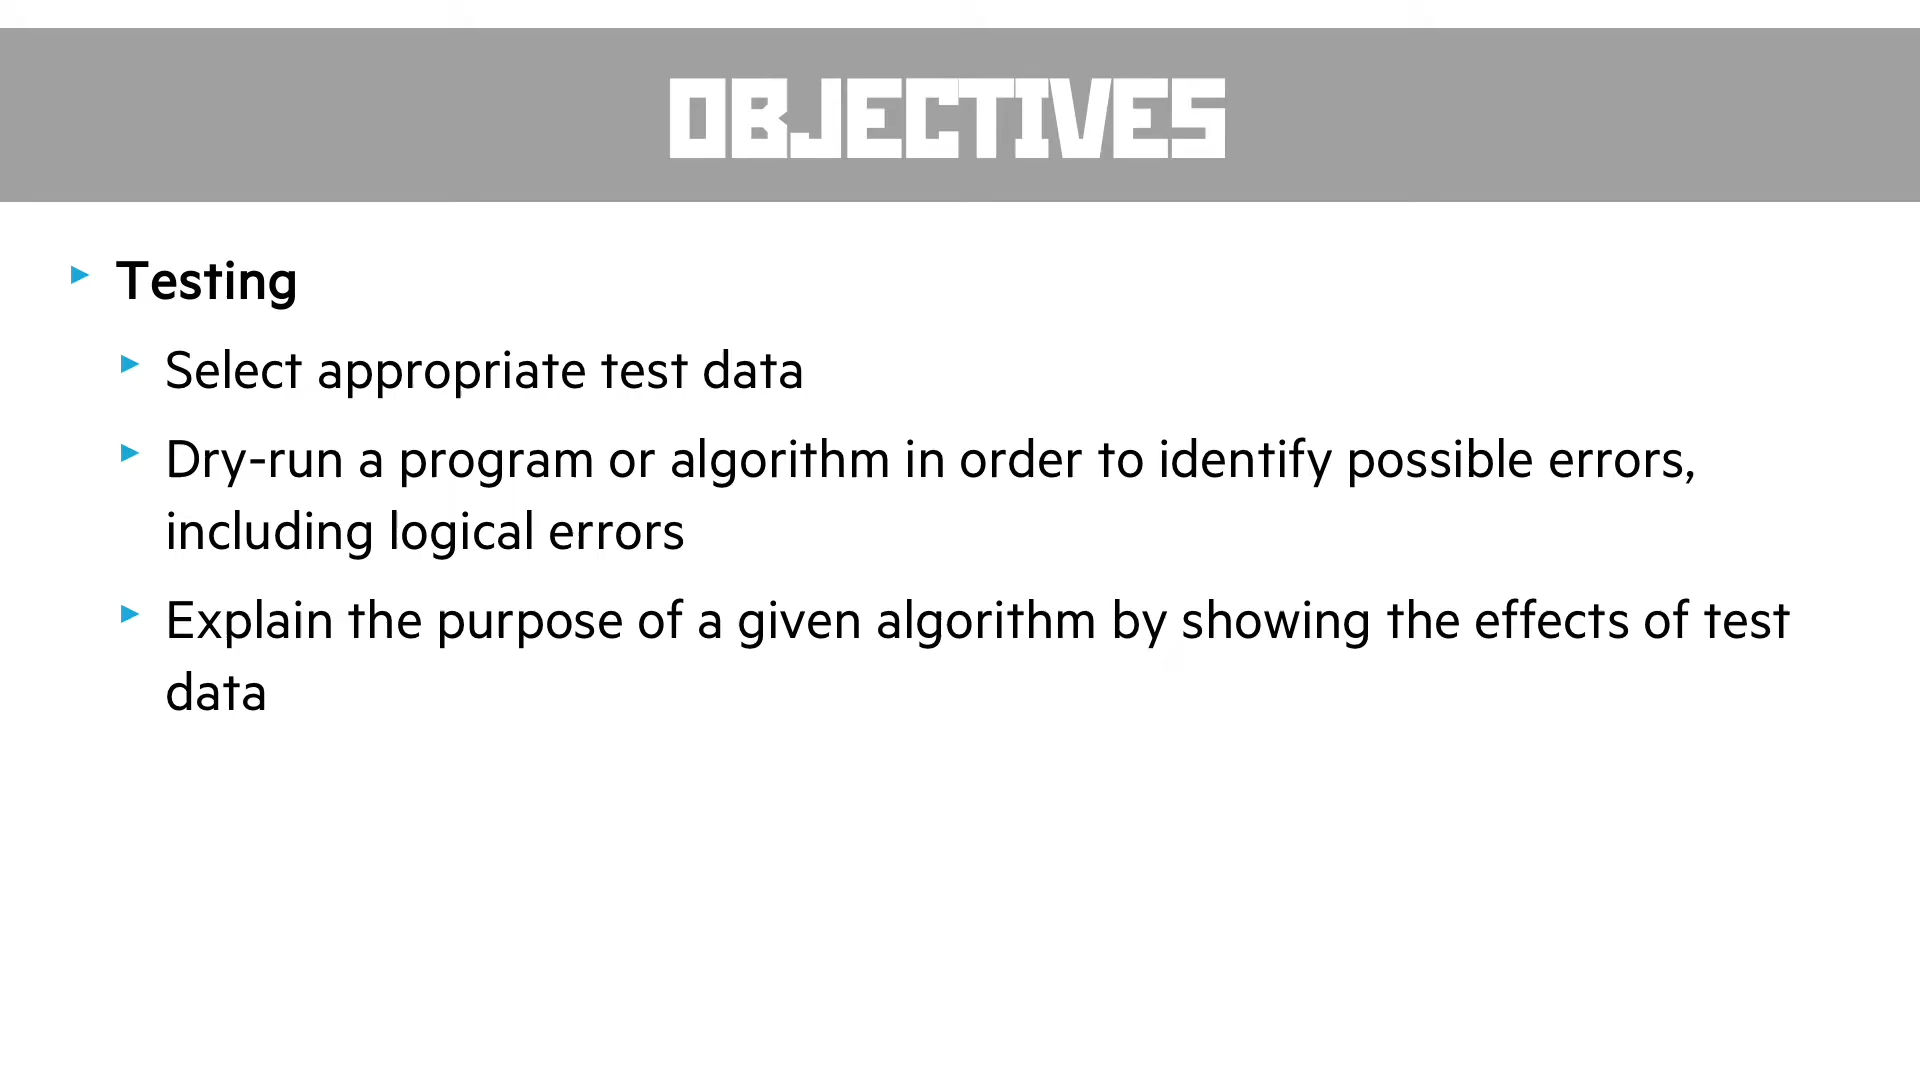 OBJECTIVES
Testing
Select appropriate test data
Dry-run a program or algorithm in order to identify possible errors,
including logical errors
Explain the purpose of a given algorithm by showing the effects of test
data